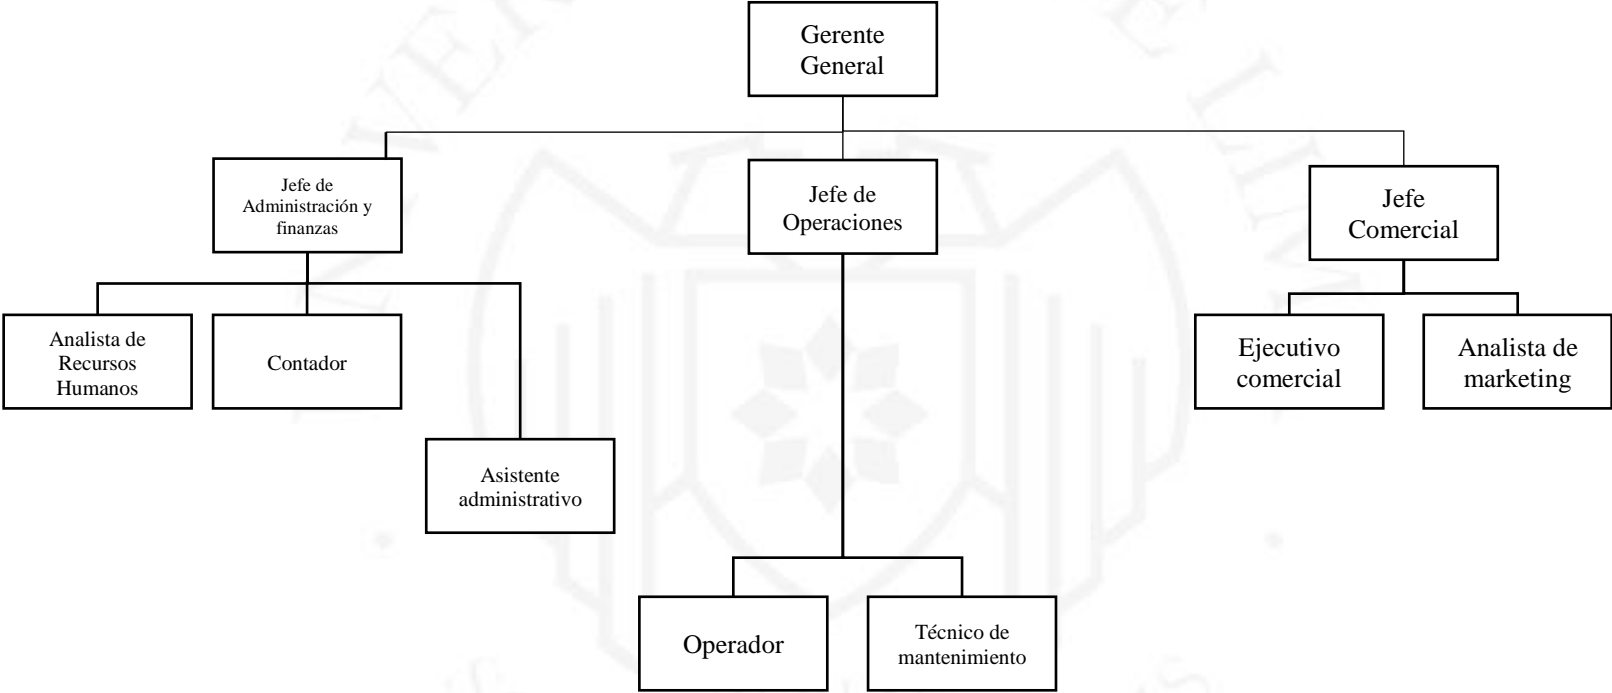 Gerente
General
Jefe de
Administración y
finanzas
Jefe de
Operaciones
Jefe
Comercial
Analista de
Recursos
Humanos
Contador
Ejecutivo
comercial
Analista de
marketing
Asistente
administrativo
Operador
Técnico de
mantenimiento